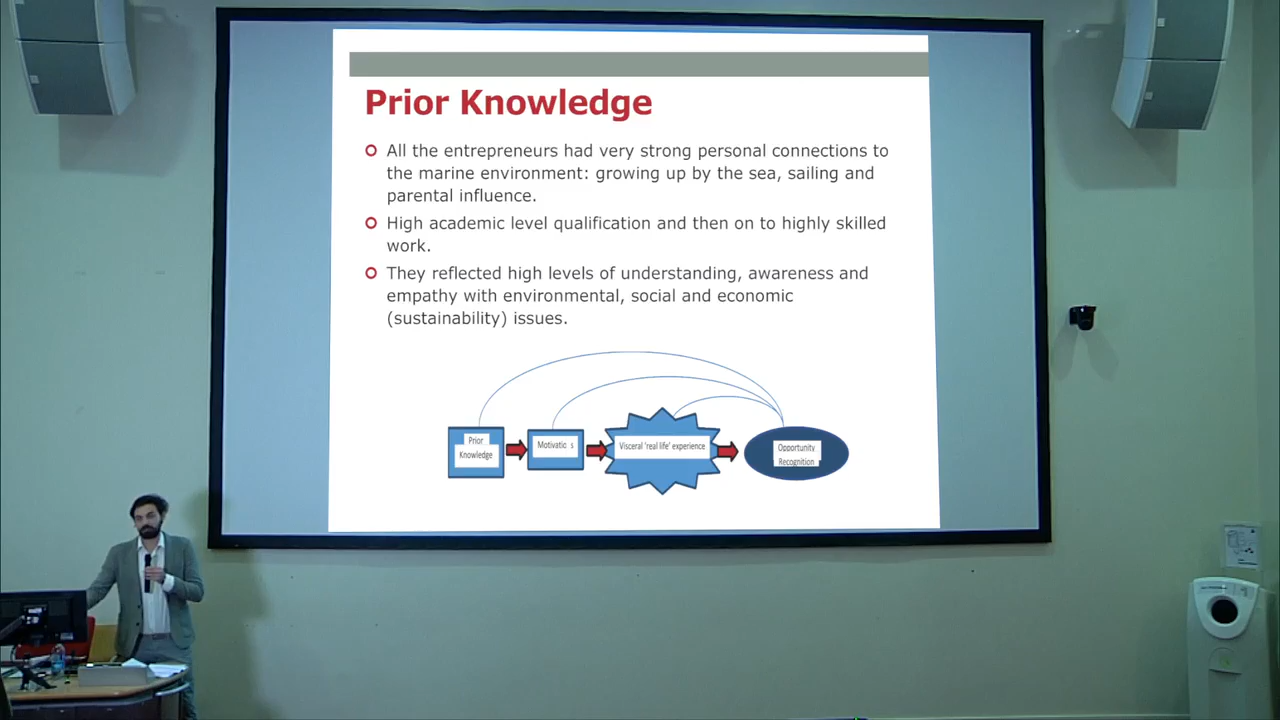 Prior Knowledge
All the entrepreneurs had very strong personal connections to
the marine environment: growing up by the sea, sailing and
parental influence.
High academic level qualification and then on to highly skilled
work.
They reflected high levels of understanding, awareness and
empathy with environmental, social and economic
(sustainability) issues.
Prior
Knowledge
Motivatio s
Visceral 'real life' experience
Opportunity
Recognition